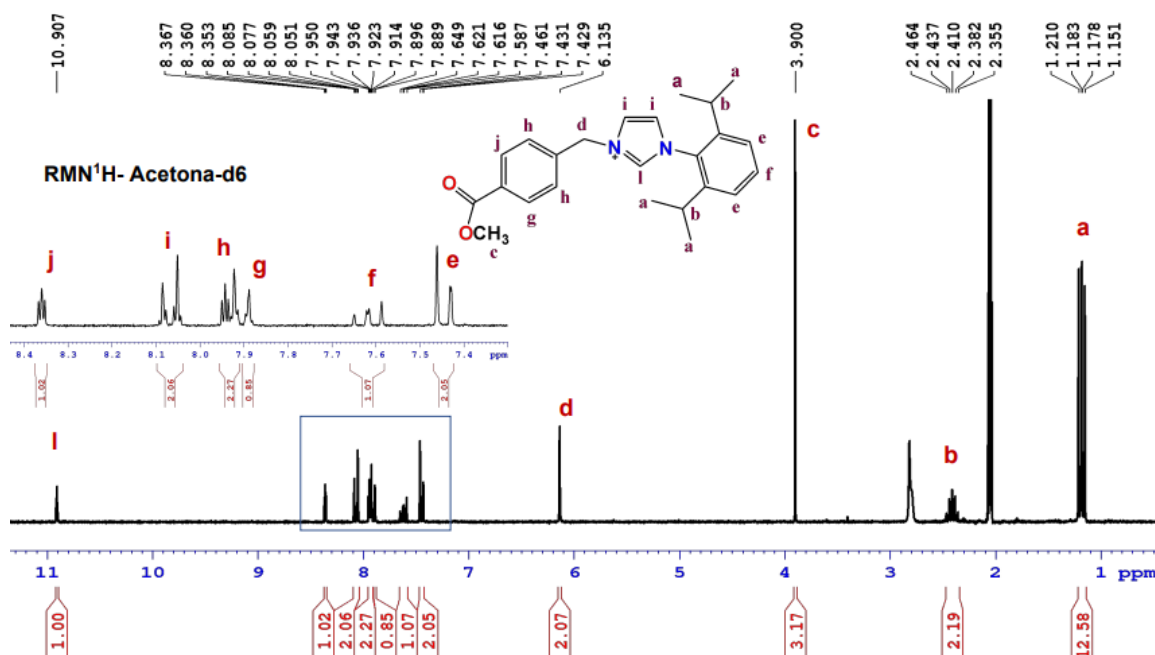 10.907
8.367
8.360
8.353
8.085
8.077
8.059
8.051
7.950
7.943
7.936
7.923
7.914
7.896
7.889
7.649
7.621
7.616
7.587
7.461
7.431
7.429
6.135
3.900
2.464
2.437
2.410
2.382
2.355
1.210
1.183
1.178
1.151
RMN¹H- Acetona-d6
a a
i i b
h d
j N N e
+ l f
O h
g a b e
OCH₃ a
c
c
a
j i h g f e
8.4 8.3 8.2 8.1 8.0 7.9 7.8 7.7 7.6 7.5 7.4 ppm
1.02 2.06 2.27 0.85 1.07 2.05
l d b
11 10 9 8 7 6 5 4 3 2 1 ppm
1.00 1.02 2.06 2.27 0.85 1.07 2.05 2.07 3.17 2.19 12.58